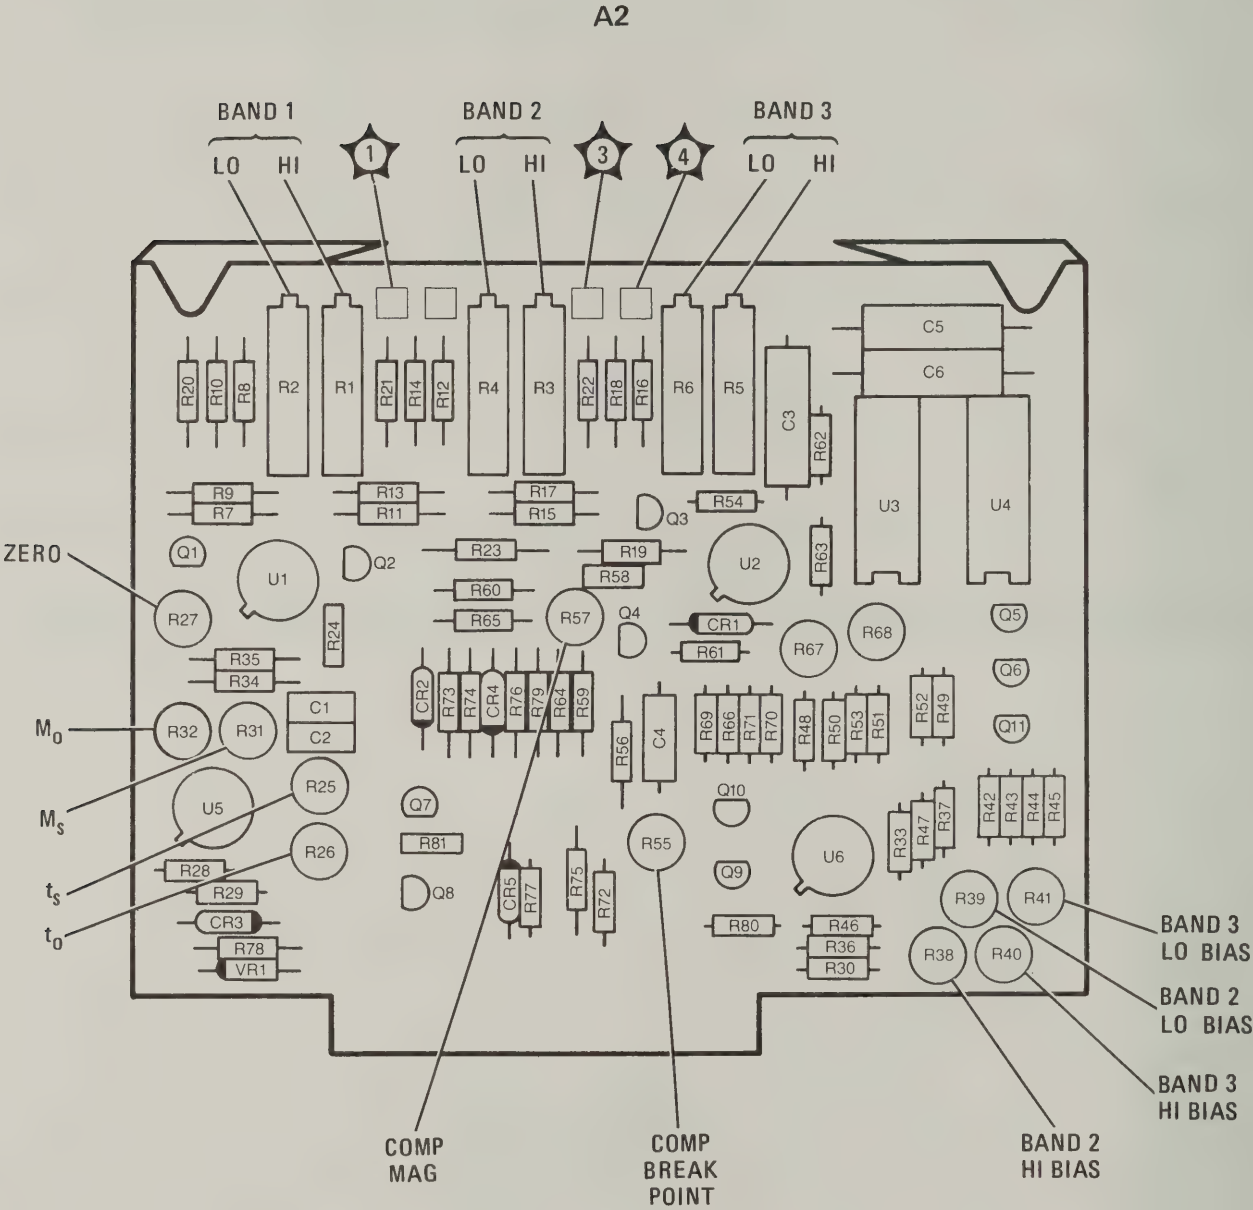 A2
BAND 1 BAND 2 BAND 3
LO HI 1 LO HI 3 4 LO HI
C5
C6
R20 R10 R8 R2 R1 R21 R14 R12 R4 R3 R22 R18 R16 R6 R5 C3 R62
R9 R13 R17 R54 U3 U4
R7 R11 R15 Q3
ZERO Q1 U1 Q2 R23 R19 U2 R63
R58
R60
R27 R24 R65 R57 Q4 CR1 R67 R68 Q5
R35 R61
R34 Q6
C1 CR2 R73 R74 CR4 R76 R79 R64 R59 R52 R49
M0 R32 R31 C2 R56 C4 R69 R66 R71 R70 R48 R50 R53 R51 Q11
R25 Q10
Ms U5 Q7 R42 R43 R44 R45
R26 R81 R55 U6 R33 R47 R37
ts R28 Q9
R29 Q8 CR5 R77 R75 R72 R39 R41
t0 CR3 R80 R46 BAND 3
R78 R36 R38 R40 LO BIAS
VR1 R30
BAND 2
LO BIAS
BAND 3
HI BIAS
COMP
MAG
COMP
BREAK
POINT
BAND 2
HI BIAS